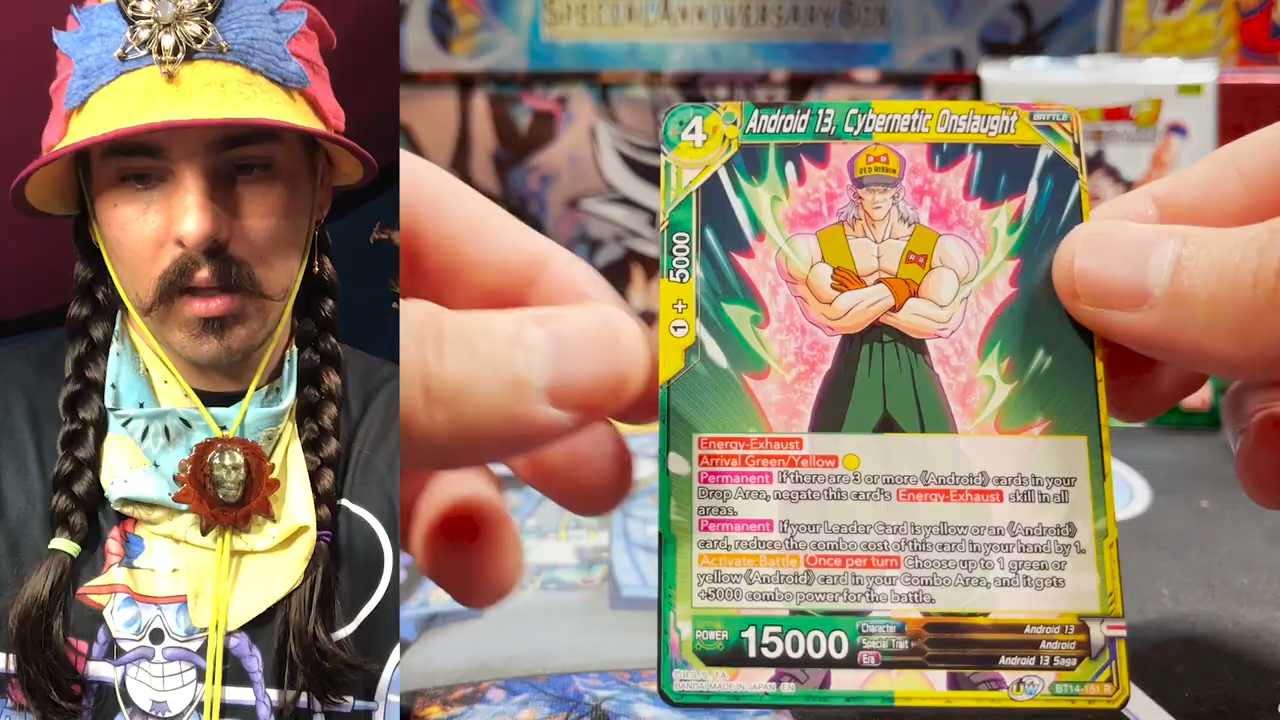 SPECIAL ANNIVERSARY BOX
4
Android 13, Cybernetic Onslaught
BATTLE
RED RIBBON
RR
1 + 5000
Energy-Exhaust
Arrival Green/Yellow
Permanent If there are 3 or more《Android》cards in your
Drop Area, negate this card's Energy-Exhaust skill in all
areas.
Permanent If your Leader Card is yellow or an《Android》
card, reduce the combo cost of this card in your hand by 1.
Activate:Battle Once per turn Choose up to 1 green or
yellow《Android》card in your Combo Area, and it gets
+5000 combo power for the battle.
POWER 15000
Character Android 13
Special Trait Android
Era Android 13 Saga
BANDAI MADE IN JAPAN EN
UW BT14-151 R